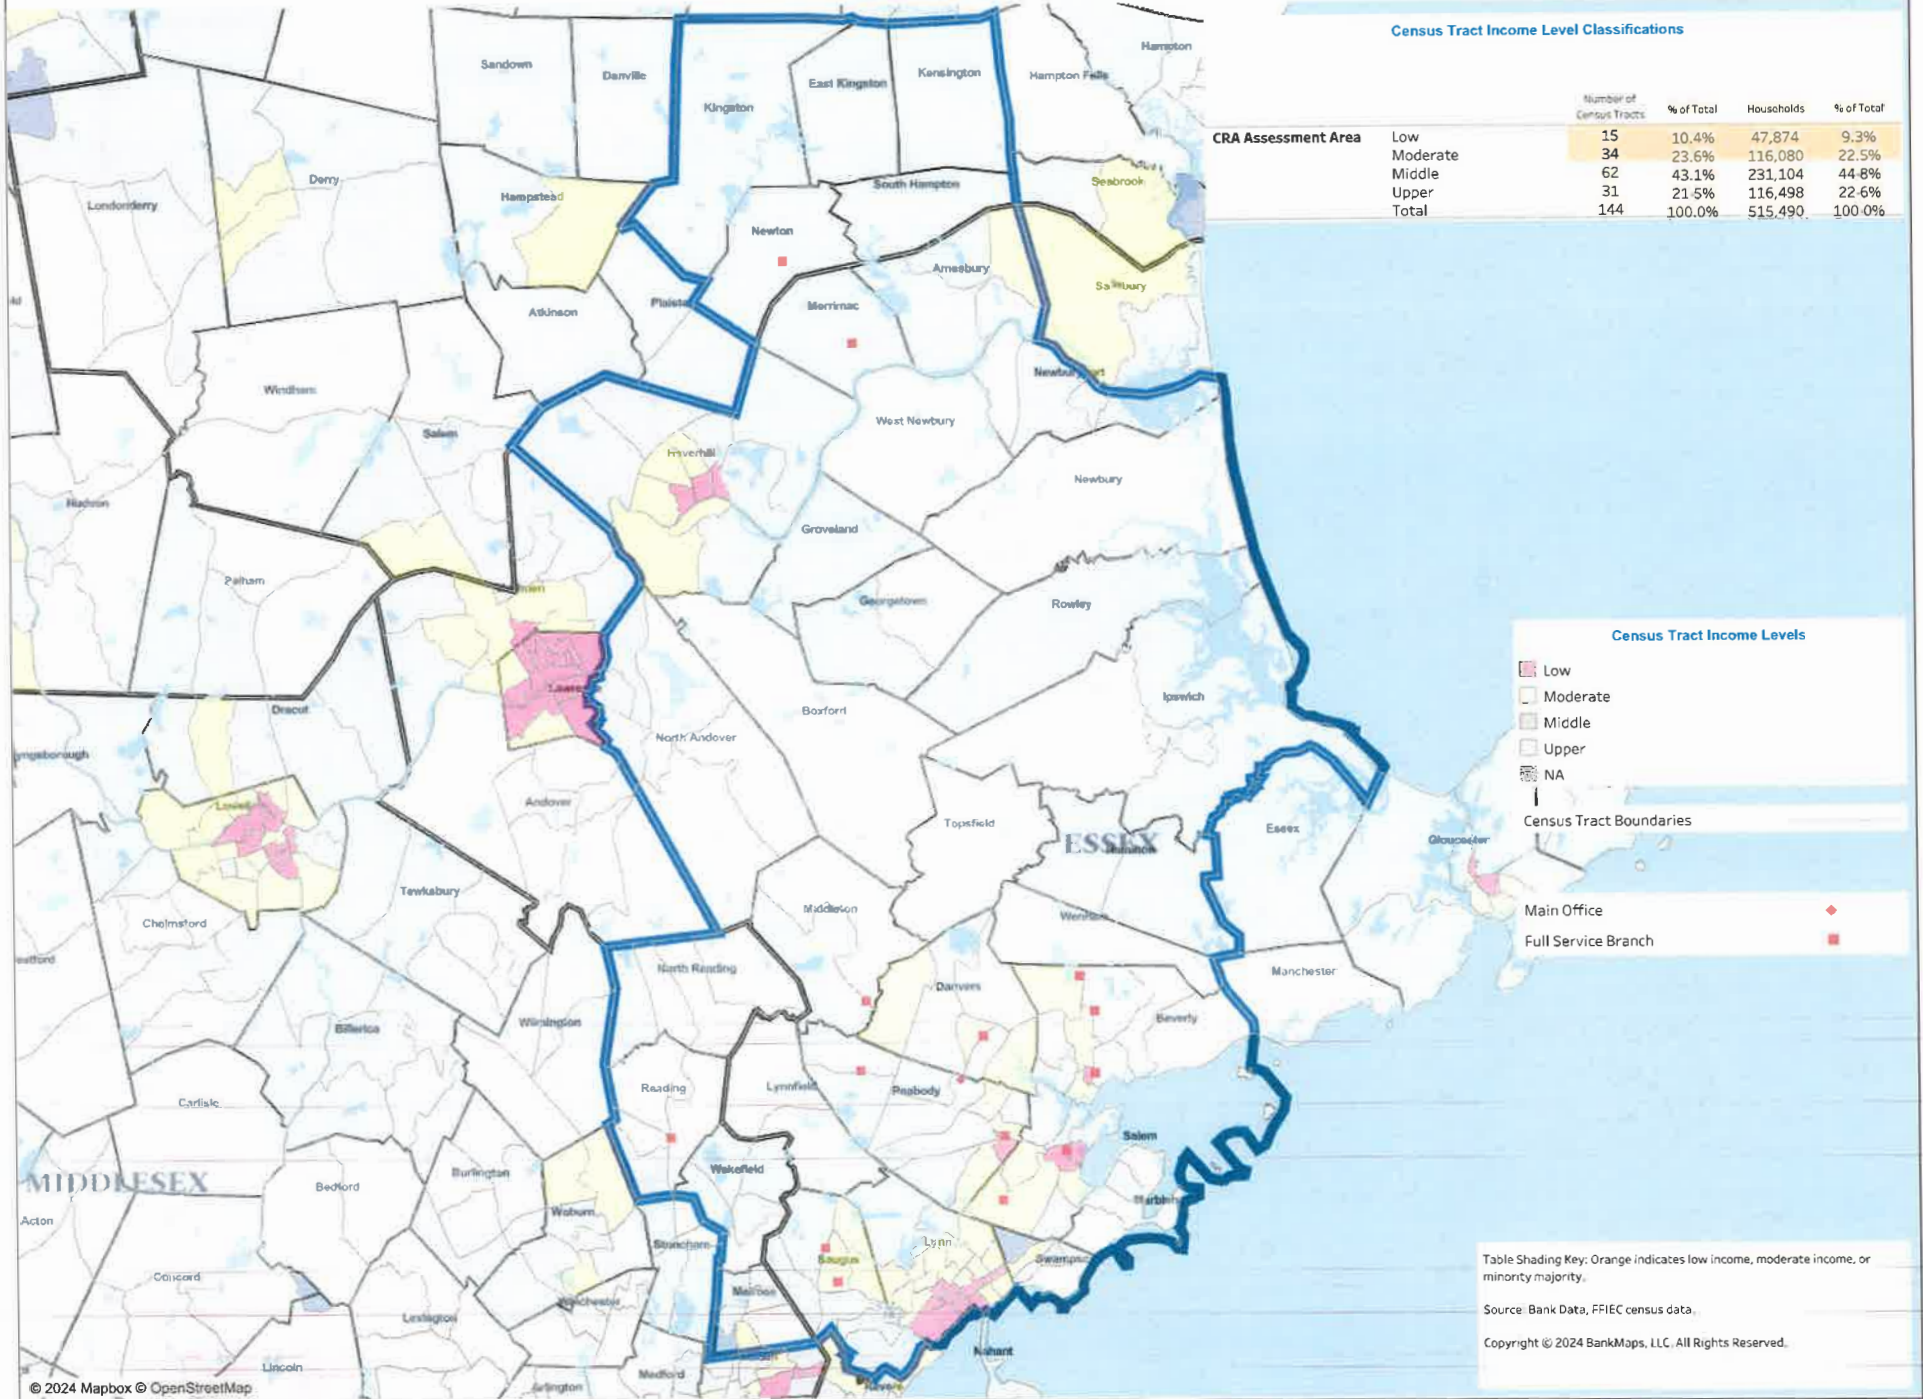 Census Tract Income Level Classifications
Number of Census Tracts % of Total Households % of Total
CRA Assessment Area Low 15 10.4% 47,874 9.3%
Moderate 34 23.6% 116,080 22.5%
Middle 62 43.1% 231,104 44.8%
Upper 31 21.5% 116,498 22.6%
Total 144 100.0% 515,490 100.0%
Sandown
Danville
Kingston
East Kingston
Kensington
Hampton Falls
Hampton
Londonderry
Derry
Hampstead
South Hampton
Seabrook
Newton
Amesbury
Salisbury
Atkinson
Merrimac
Windham
Salem
West Newbury
Newbury
Hudson
Haverhill
Groveland
Pelham
Georgetown
Rowley
Dracut
North Andover
Boxford
Ipswich
Census Tract Income Levels
Low
Moderate
Middle
Upper
NA
Census Tract Boundaries
Main Office
Full Service Branch
Lowell
Andover
Topsfield
ESSEX
Essex
Gloucester
Tewksbury
Chelmsford
Middleton
Wenham
North Reading
Danvers
Manchester
Billerica
Wilmington
Beverly
Reading
Lynnfield
Peabody
Carlisle
Salem
MIDDLESEX
Acton
Bedford
Burlington
Wakefield
Woburn
Stoneham
Saugus
Lynn
Concord
Lexington
Winchester
Melrose
Lincoln
Medford
Arlington
Nahant
Revere
Table Shading Key: Orange indicates low income, moderate income, or
minority majority.
Source: Bank Data, FFIEC census data.
Copyright © 2024 BankMaps, LLC. All Rights Reserved.
© 2024 Mapbox © OpenStreetMap